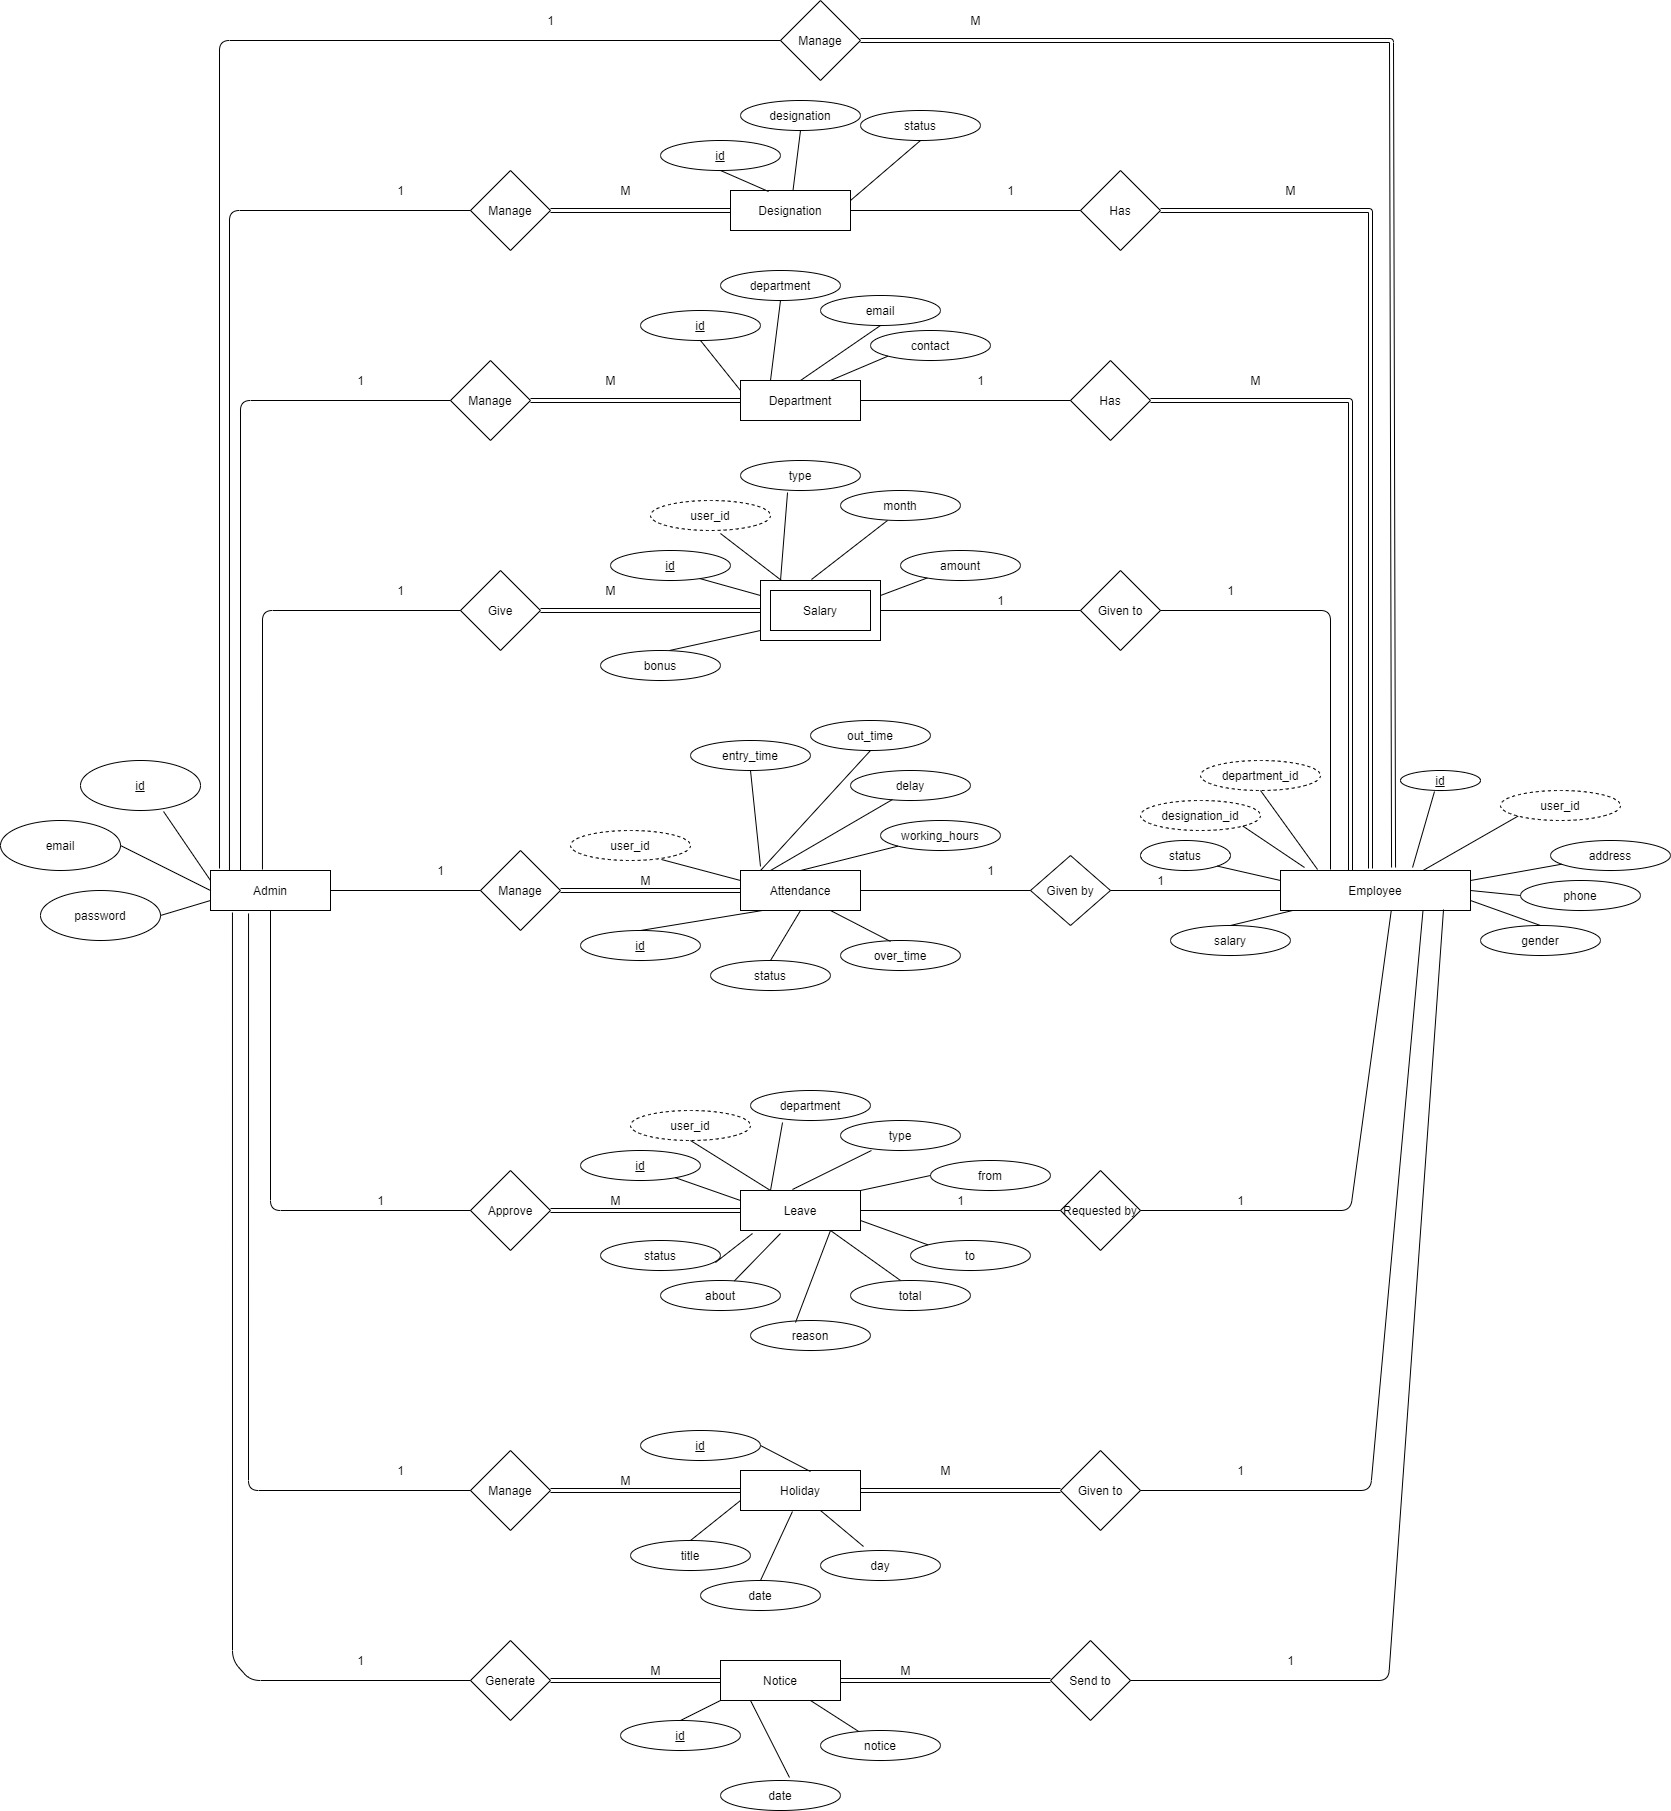 1
M
Manage
designation
status
id
1
Manage
M
Designation
1
Has
M
department
email
id
contact
1
Manage
M
Department
1
Has
M
type
month
user_id
id
amount
1
Give
M
Salary
1
Given to
1
bonus
out_time
entry_time
delay
working_hours
user_id
id
email
password
Admin
1
Manage
M
Attendance
1
Given by
1
Employee
department_id
designation_id
status
id
user_id
address
phone
gender
salary
id
status
over_time
department
user_id
type
id
from
1
Approve
M
Leave
1
Requested by
1
status
to
about
total
reason
id
1
Manage
M
Holiday
M
Given to
1
title
day
date
1
Generate
M
Notice
M
Send to
1
id
notice
date